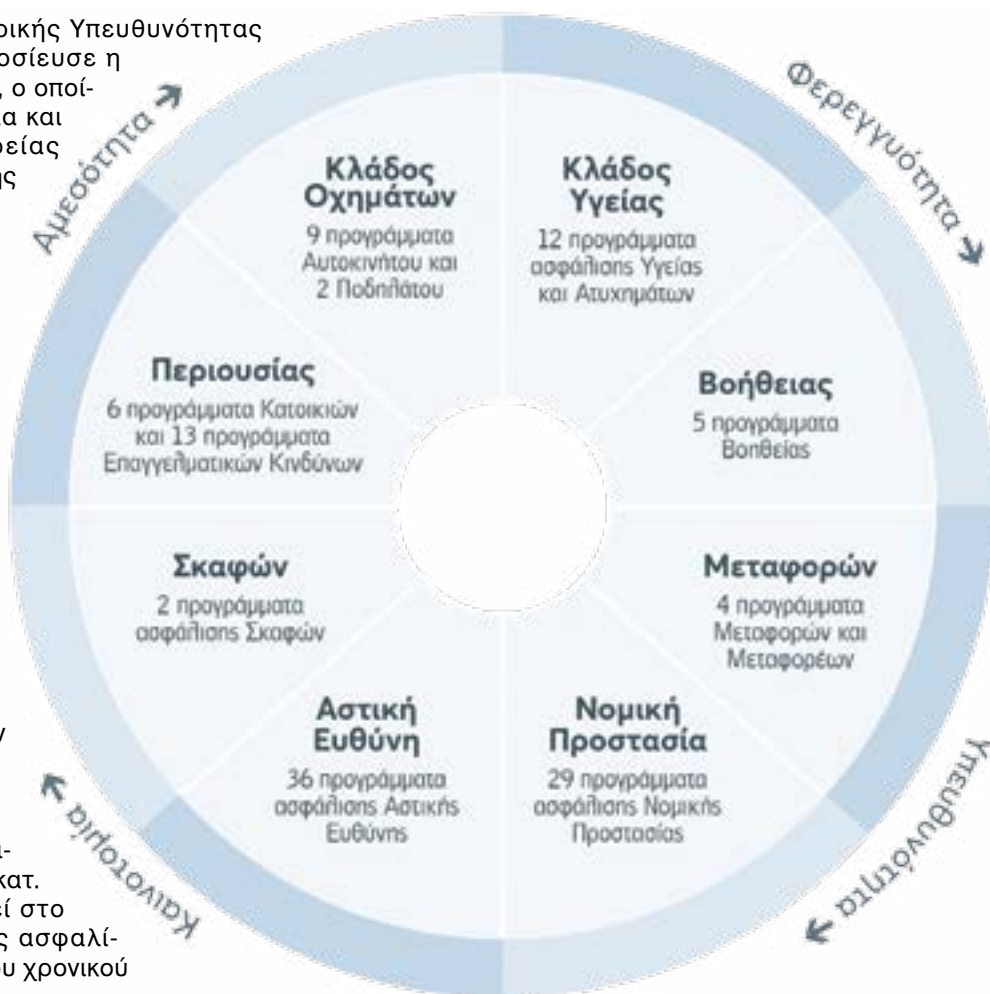 ρικής Υπευθυνότητας
οσίευσε η
, ο οποί-
ία και
ρείας
ης
Αμεσότητα
Φερεγγυότητα
Κλάδος
Οχημάτων
9 προγράμματα
Αυτοκινήτου και
2 Ποδηλάτου
Κλάδος
Υγείας
12 προγράμματα
ασφάλισης Υγείας
και Ατυχημάτων
Περιουσίας
6 προγράμματα Κατοικιών
και 13 προγράμματα
Επαγγελματικών Κινδύνων
Βοήθειας
5 προγράμματα
Βοηθείας
Σκαφών
2 προγράμματα
ασφάλισης Σκαφών
Μεταφορών
4 προγράμματα
Μεταφορών και
Μεταφορέων
Αστική
Ευθύνη
36 προγράμματα
ασφάλισης Αστικής
Ευθύνης
Νομική
Προστασία
29 προγράμματα
ασφάλισης Νομικής
Προστασίας
Καινοτομία
Υπευθυνότητα
ν
ι-
κατ.
εί στο
ς ασφαλί-
ου χρονικού